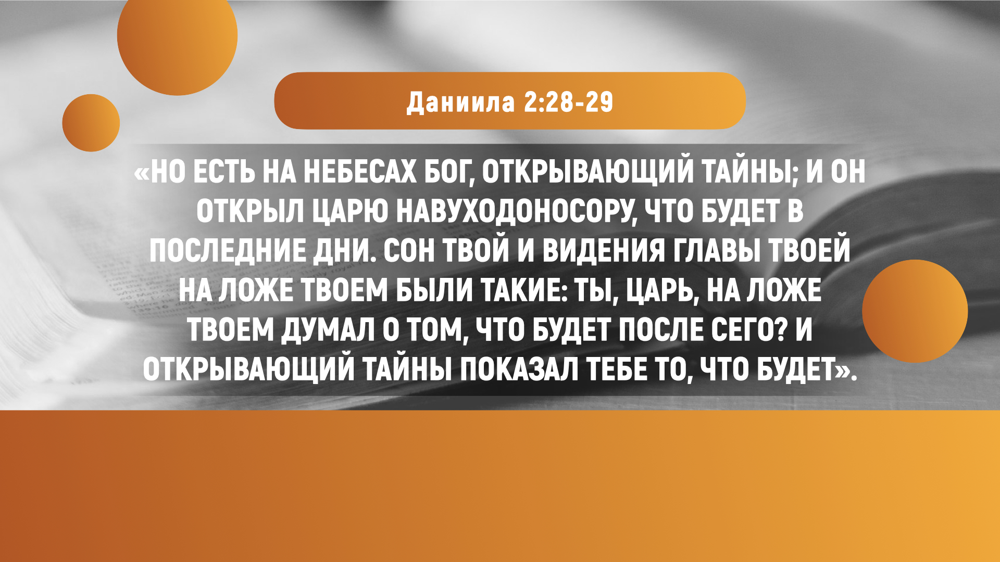 Даниила 2:28-29
«НО ЕСТЬ НА НЕБЕСАХ БОГ, ОТКРЫВАЮЩИЙ ТАЙНЫ; И ОН
ОТКРЫЛ ЦАРЮ НАВУХОДОНОСОРУ, ЧТО БУДЕТ В
ПОСЛЕДНИЕ ДНИ. СОН ТВОЙ И ВИДЕНИЯ ГЛАВЫ ТВОЕЙ
НА ЛОЖЕ ТВОЕМ БЫЛИ ТАКИЕ: ТЫ, ЦАРЬ, НА ЛОЖЕ
ТВОЕМ ДУМАЛ О ТОМ, ЧТО БУДЕТ ПОСЛЕ СЕГО? И
ОТКРЫВАЮЩИЙ ТАЙНЫ ПОКАЗАЛ ТЕБЕ ТО, ЧТО БУДЕТ».